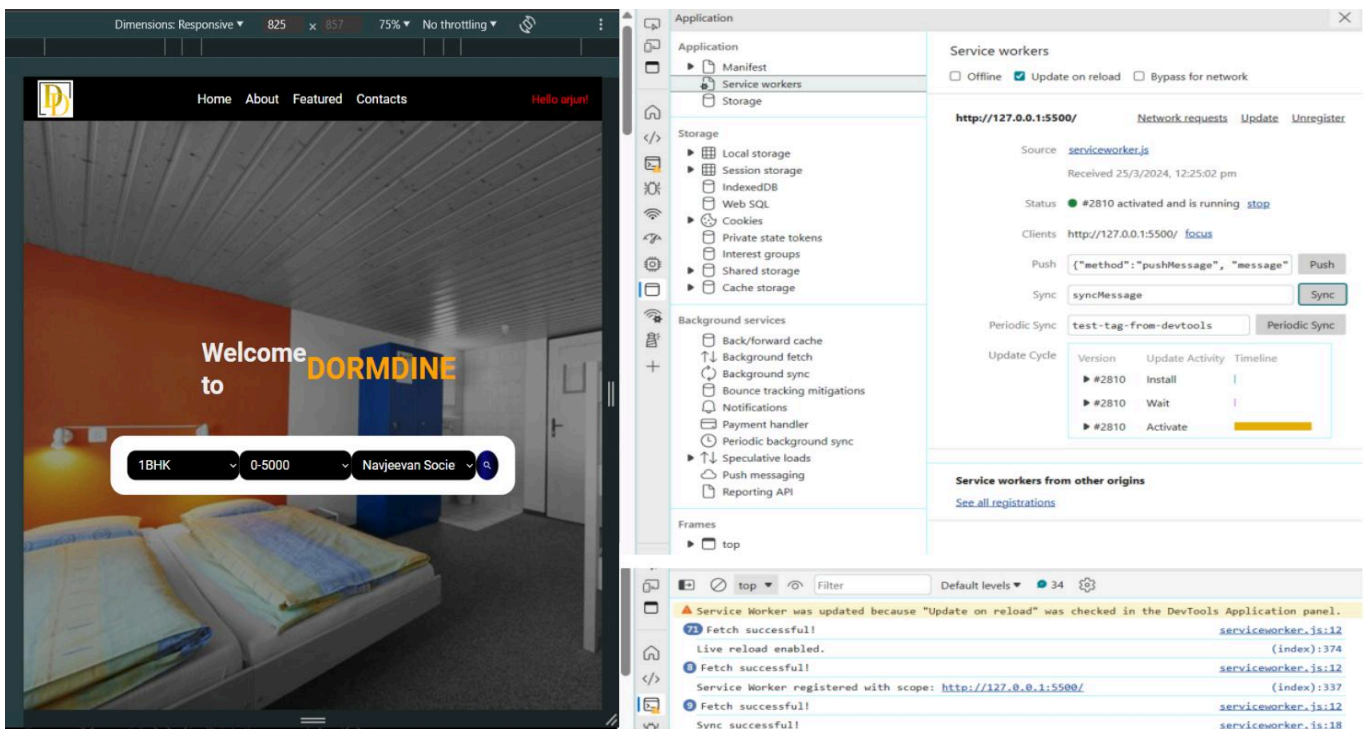 Dimensions: Responsive 825 x 857 75% No throttling
DD
Home About Featured Contacts Hello arjun!
Welcome to
DORMDINE
1BHK 0-5000 Navjeevan Socie
Application
Application
Manifest
Service workers
Storage
Storage
Local storage
Session storage
IndexedDB
Web SQL
Cookies
Private state tokens
Interest groups
Shared storage
Cache storage
Background services
Back/forward cache
Background fetch
Background sync
Bounce tracking mitigations
Notifications
Payment handler
Periodic background sync
Speculative loads
Push messaging
Reporting API
Frames
top
Service workers
Offline Update on reload Bypass for network
http://127.0.0.1:5500/ Network requests Update Unregister
Source serviceworker.js
Received 25/3/2024, 12:25:02 pm
Status #2810 activated and is running stop
Clients http://127.0.0.1:5500/ focus
Push {"method":"pushMessage", "message" Push
Sync syncMessage Sync
Periodic Sync test-tag-from-devtools Periodic Sync
Update Cycle Version Update Activity Timeline
#2810 Install
#2810 Wait
#2810 Activate
Service workers from other origins
See all registrations
top Filter Default levels 34
Service Worker was updated because "Update on reload" was checked in the DevTools Application panel.
71 Fetch successful! serviceworker.js:12
Live reload enabled. (index):374
8 Fetch successful! serviceworker.js:12
Service Worker registered with scope: http://127.0.0.1:5500/ (index):337
9 Fetch successful! serviceworker.js:12
Sync successful! serviceworker.js:18